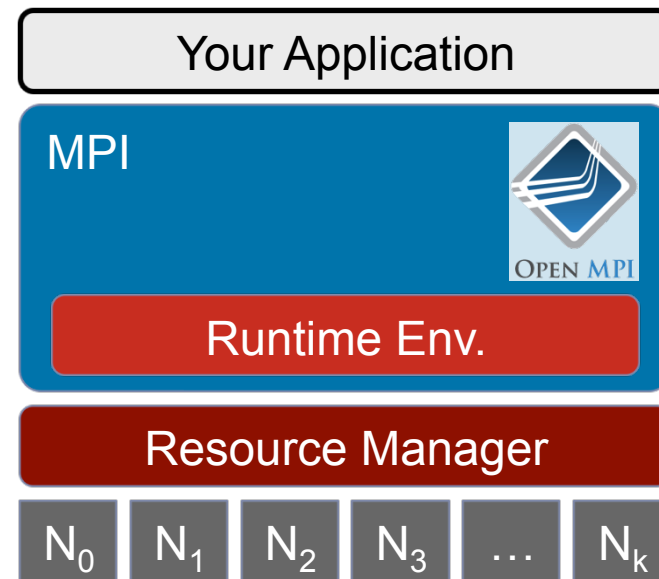 Your Application
MPI
OPEN MPI
Runtime Env.
Resource Manager
N₀ N₁ N₂ N₃ … Nₖ